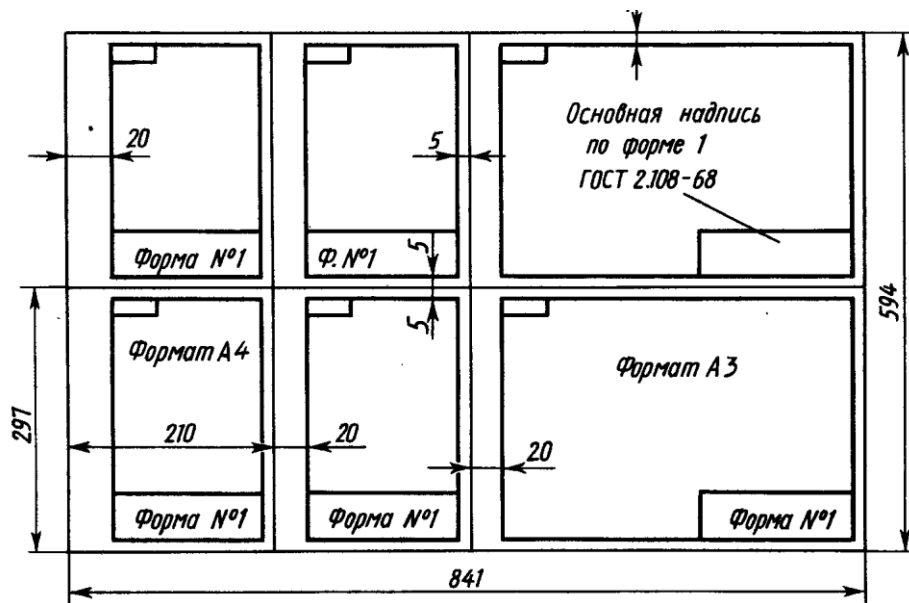 20
5
Основная надпись
по форме 1
ГОСТ 2.108-68
Форма №1
Ф. №1
5
5
594
297
Формат А4
Формат А3
210
20
20
Форма №1
Форма №1
Форма №1
841